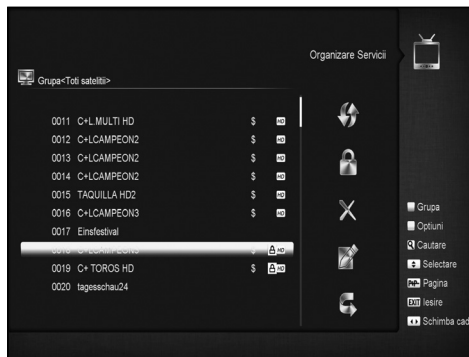 Organizare Servicii
Grupa<Toti satelitii>
0011 C+L.MULTI HD $ HD
0012 C+LCAMPEON2 $ HD
0013 C+LCAMPEON2 $ HD
0014 C+LCAMPEON2 $ HD
0015 TAQUILLA HD2 $ HD
0016 C+LCAMPEON3 $ HD
0017 Einsfestival
0018 C+LCAMPEON3 $ HD
0019 C+ TOROS HD $ HD
0020 tagesschau24
Grupa
Optiuni
Cautare
Selectare
P+/P- Pagina
EXIT Iesire
Schimba cad